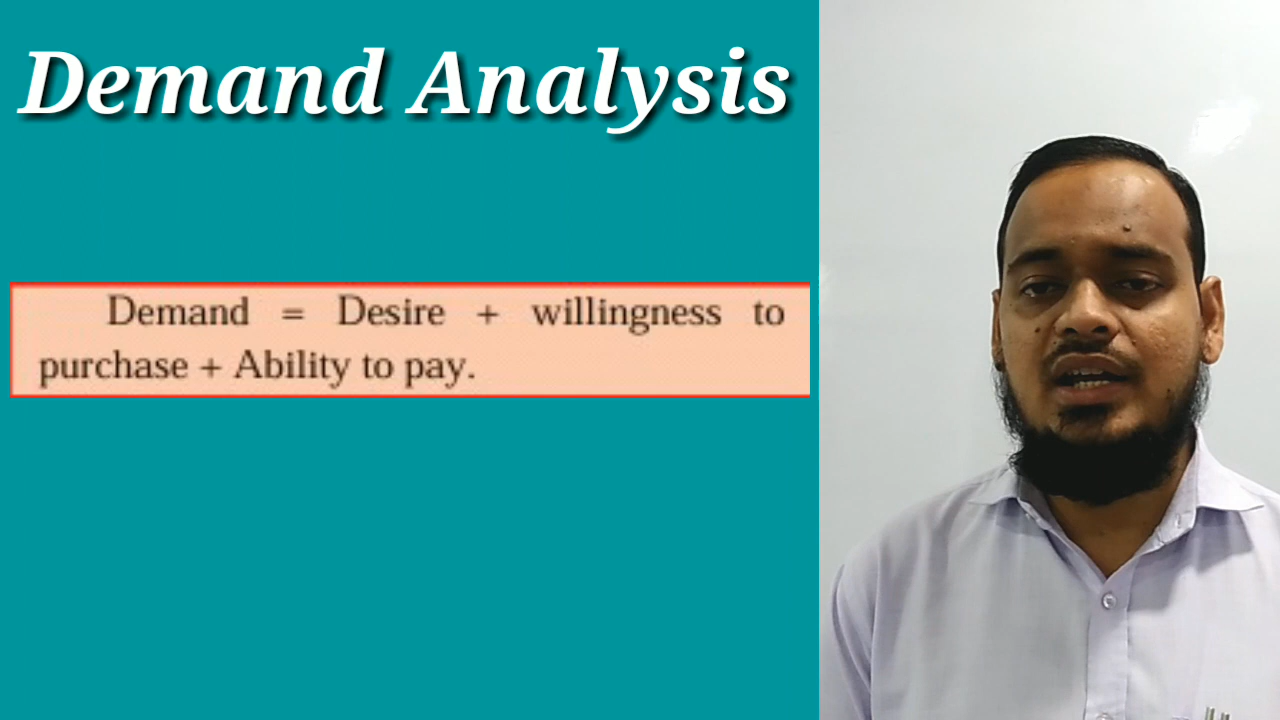 Demand Analysis
Demand = Desire + willingness to
purchase + Ability to pay.